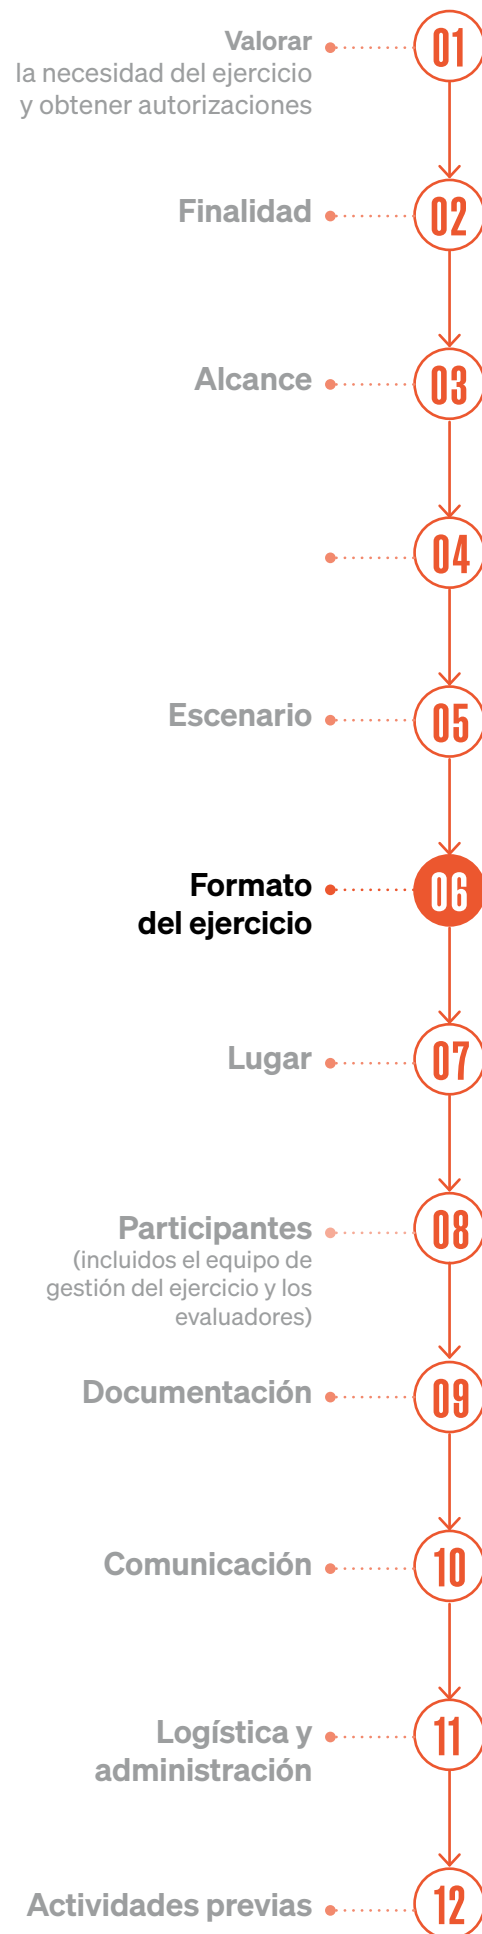 Valorar
la necesidad del ejercicio
y obtener autorizaciones
01
Finalidad
02
Alcance
03
04
Escenario
05
Formato
del ejercicio
06
Lugar
07
Participantes
(incluidos el equipo de
gestión del ejercicio y los
evaluadores)
08
Documentación
09
Comunicación
10
Logística y
administración
11
Actividades previas
12